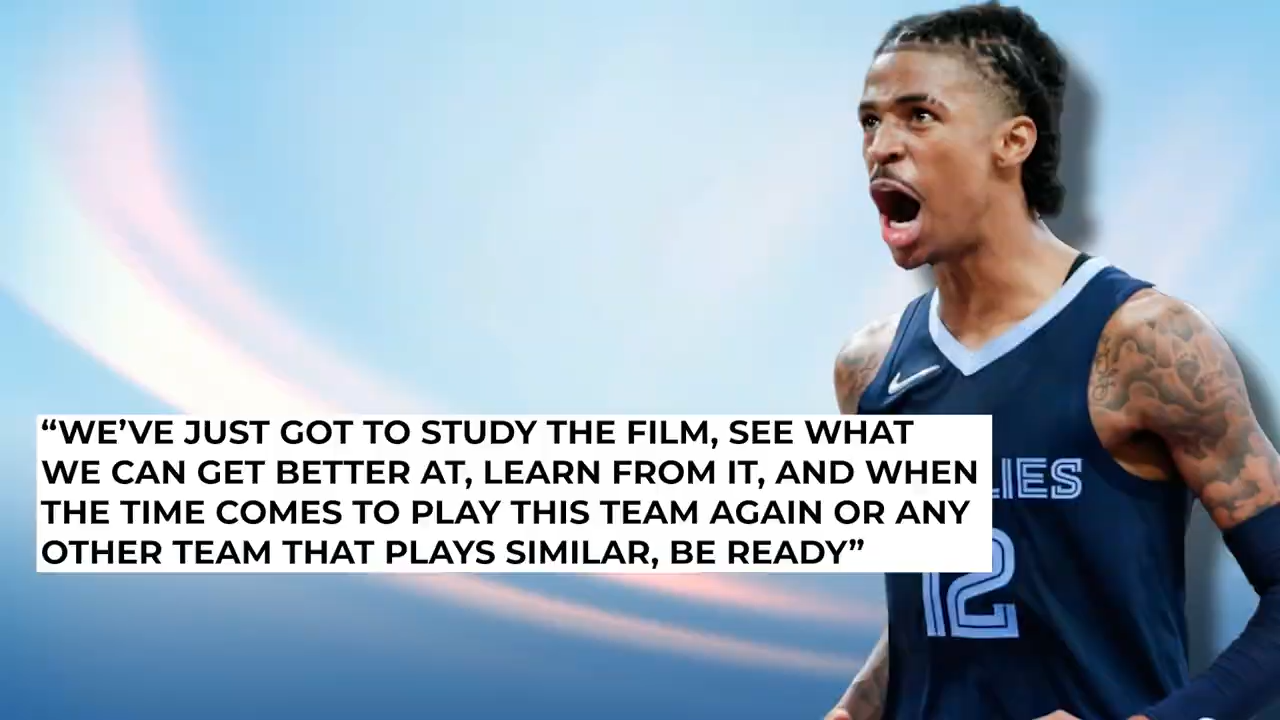 “WE’VE JUST GOT TO STUDY THE FILM, SEE WHAT
WE CAN GET BETTER AT, LEARN FROM IT, AND WHEN
THE TIME COMES TO PLAY THIS TEAM AGAIN OR ANY
OTHER TEAM THAT PLAYS SIMILAR, BE READY”
LIES
12